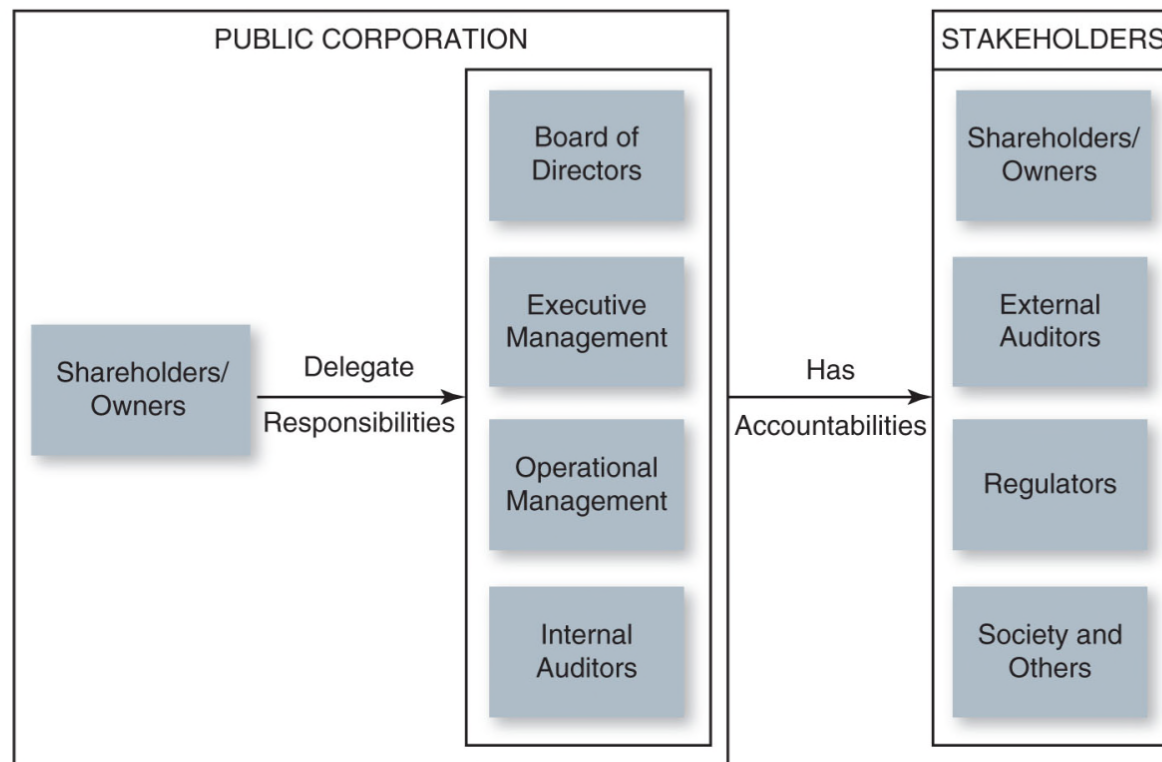 PUBLIC CORPORATION
Shareholders/
Owners
Delegate
Responsibilities
Board of
Directors
Executive
Management
Operational
Management
Internal
Auditors
Has
Accountabilities
STAKEHOLDERS
Shareholders/
Owners
External
Auditors
Regulators
Society and
Others